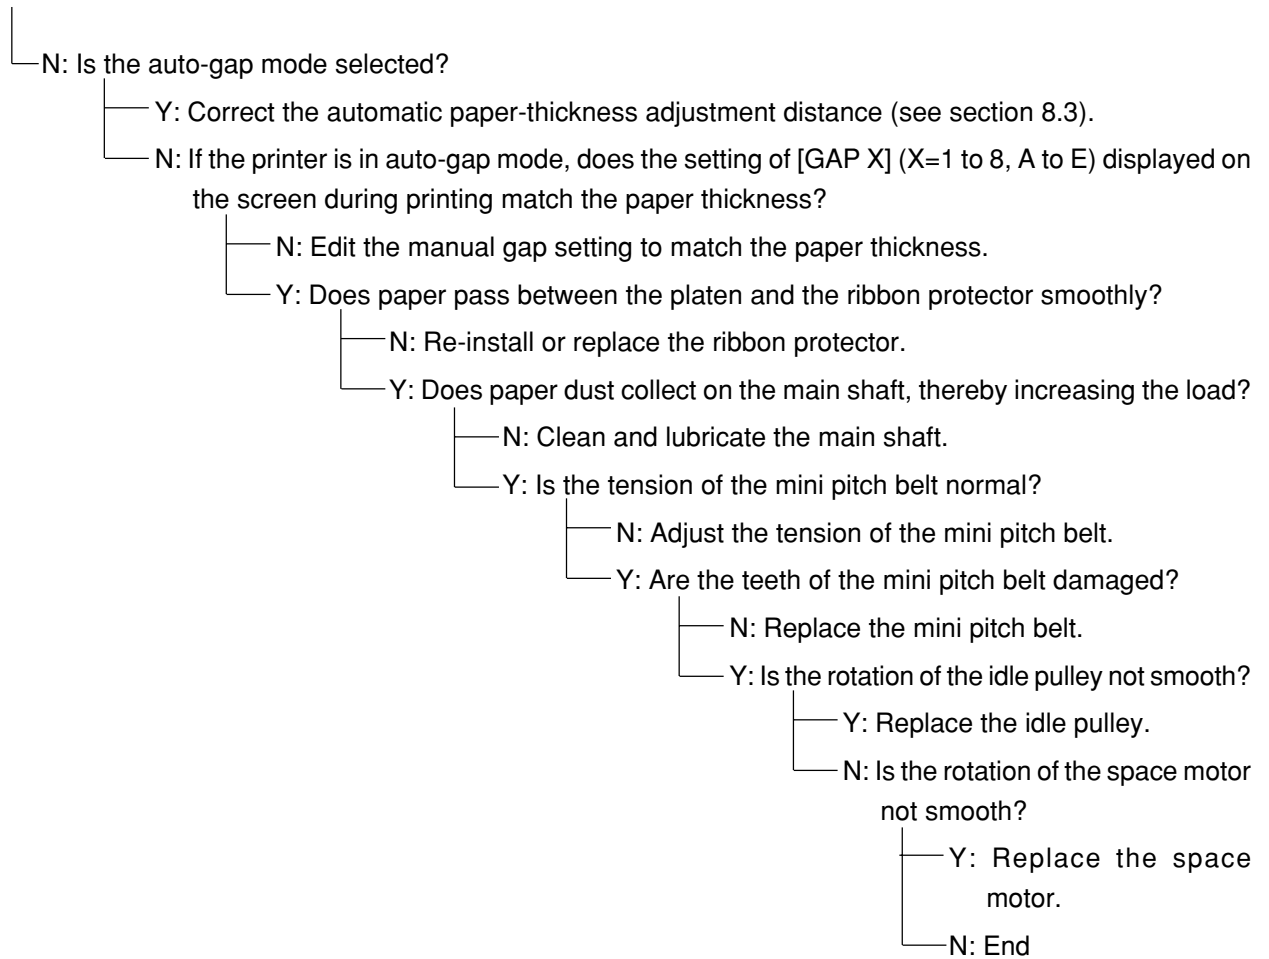 N: Is the auto-gap mode selected?
Y: Correct the automatic paper-thickness adjustment distance (see section 8.3).
N: If the printer is in auto-gap mode, does the setting of [GAP X] (X=1 to 8, A to E) displayed on
the screen during printing match the paper thickness?
N: Edit the manual gap setting to match the paper thickness.
Y: Does paper pass between the platen and the ribbon protector smoothly?
N: Re-install or replace the ribbon protector.
Y: Does paper dust collect on the main shaft, thereby increasing the load?
N: Clean and lubricate the main shaft.
Y: Is the tension of the mini pitch belt normal?
N: Adjust the tension of the mini pitch belt.
Y: Are the teeth of the mini pitch belt damaged?
N: Replace the mini pitch belt.
Y: Is the rotation of the idle pulley not smooth?
Y: Replace the idle pulley.
N: Is the rotation of the space motor
not smooth?
Y: Replace the space
motor.
N: End